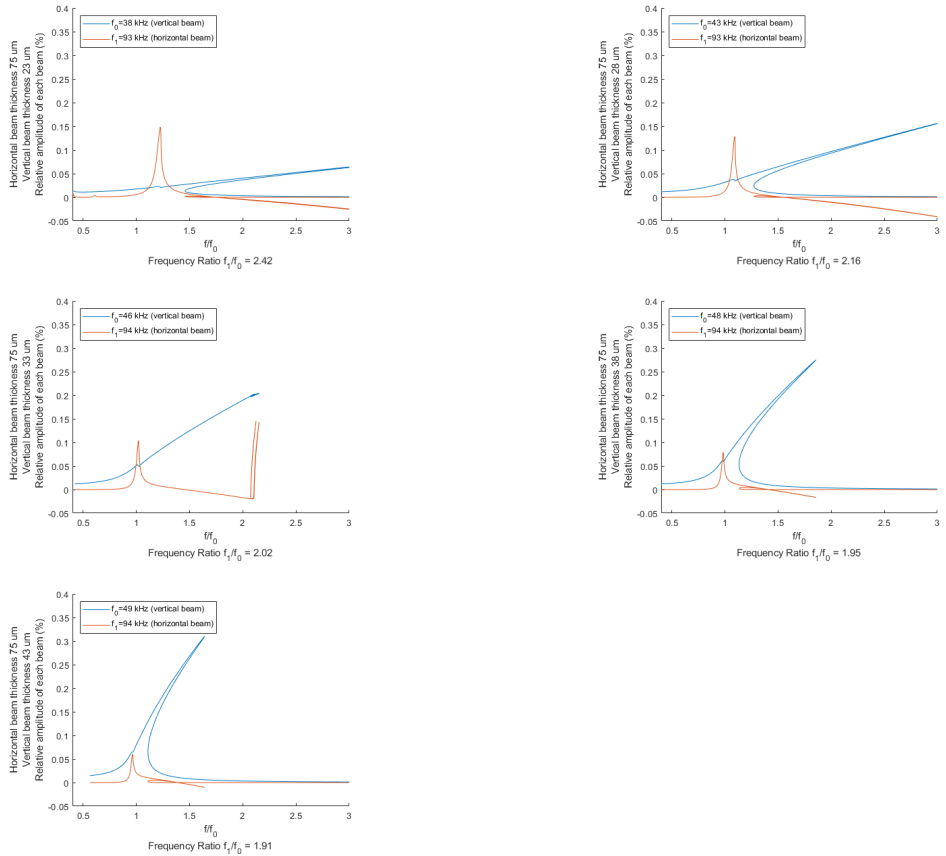 Horizontal beam thickness 75 um
Vertical beam thickness 23 um
Relative amplitude of each beam (%)
0.4
0.35
0.3
0.25
0.2
0.15
0.1
0.05
0
-0.05
f0=38 kHz (vertical beam)
f1=93 kHz (horizontal beam)
0.5 1 1.5 2 2.5 3
f/f0
Frequency Ratio f1/f0 = 2.42
Horizontal beam thickness 75 um
Vertical beam thickness 28 um
Relative amplitude of each beam (%)
0.4
0.35
0.3
0.25
0.2
0.15
0.1
0.05
0
-0.05
f0=43 kHz (vertical beam)
f1=93 kHz (horizontal beam)
0.5 1 1.5 2 2.5 3
f/f0
Frequency Ratio f1/f0 = 2.16
Horizontal beam thickness 75 um
Vertical beam thickness 33 um
Relative amplitude of each beam (%)
0.4
0.35
0.3
0.25
0.2
0.15
0.1
0.05
0
-0.05
f0=46 kHz (vertical beam)
f1=94 kHz (horizontal beam)
0.5 1 1.5 2 2.5 3
f/f0
Frequency Ratio f1/f0 = 2.02
Horizontal beam thickness 75 um
Vertical beam thickness 38 um
Relative amplitude of each beam (%)
0.4
0.35
0.3
0.25
0.2
0.15
0.1
0.05
0
-0.05
f0=48 kHz (vertical beam)
f1=94 kHz (horizontal beam)
0.5 1 1.5 2 2.5 3
f/f0
Frequency Ratio f1/f0 = 1.95
Horizontal beam thickness 75 um
Vertical beam thickness 43 um
Relative amplitude of each beam (%)
0.4
0.35
0.3
0.25
0.2
0.15
0.1
0.05
0
-0.05
f0=49 kHz (vertical beam)
f1=94 kHz (horizontal beam)
0.5 1 1.5 2 2.5 3
f/f0
Frequency Ratio f1/f0 = 1.91